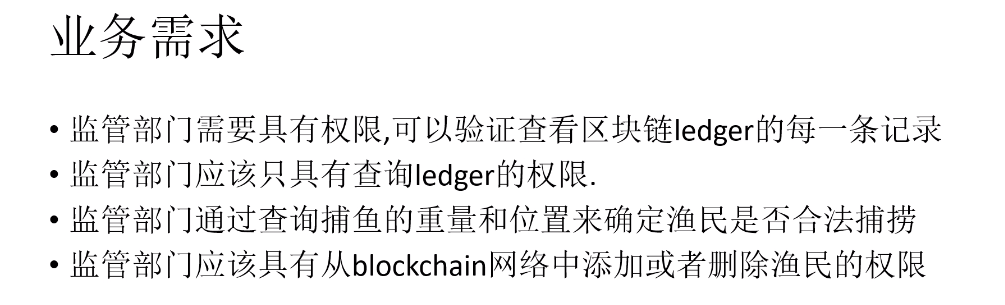 业务需求
• 监管部门需要具有权限,可以验证查看区块链ledger的每一条记录
• 监管部门应该只具有查询ledger的权限.
• 监管部门通过查询捕鱼的重量和位置来确定渔民是否合法捕捞
• 监管部门应该具有从blockchain网络中添加或者删除渔民的权限